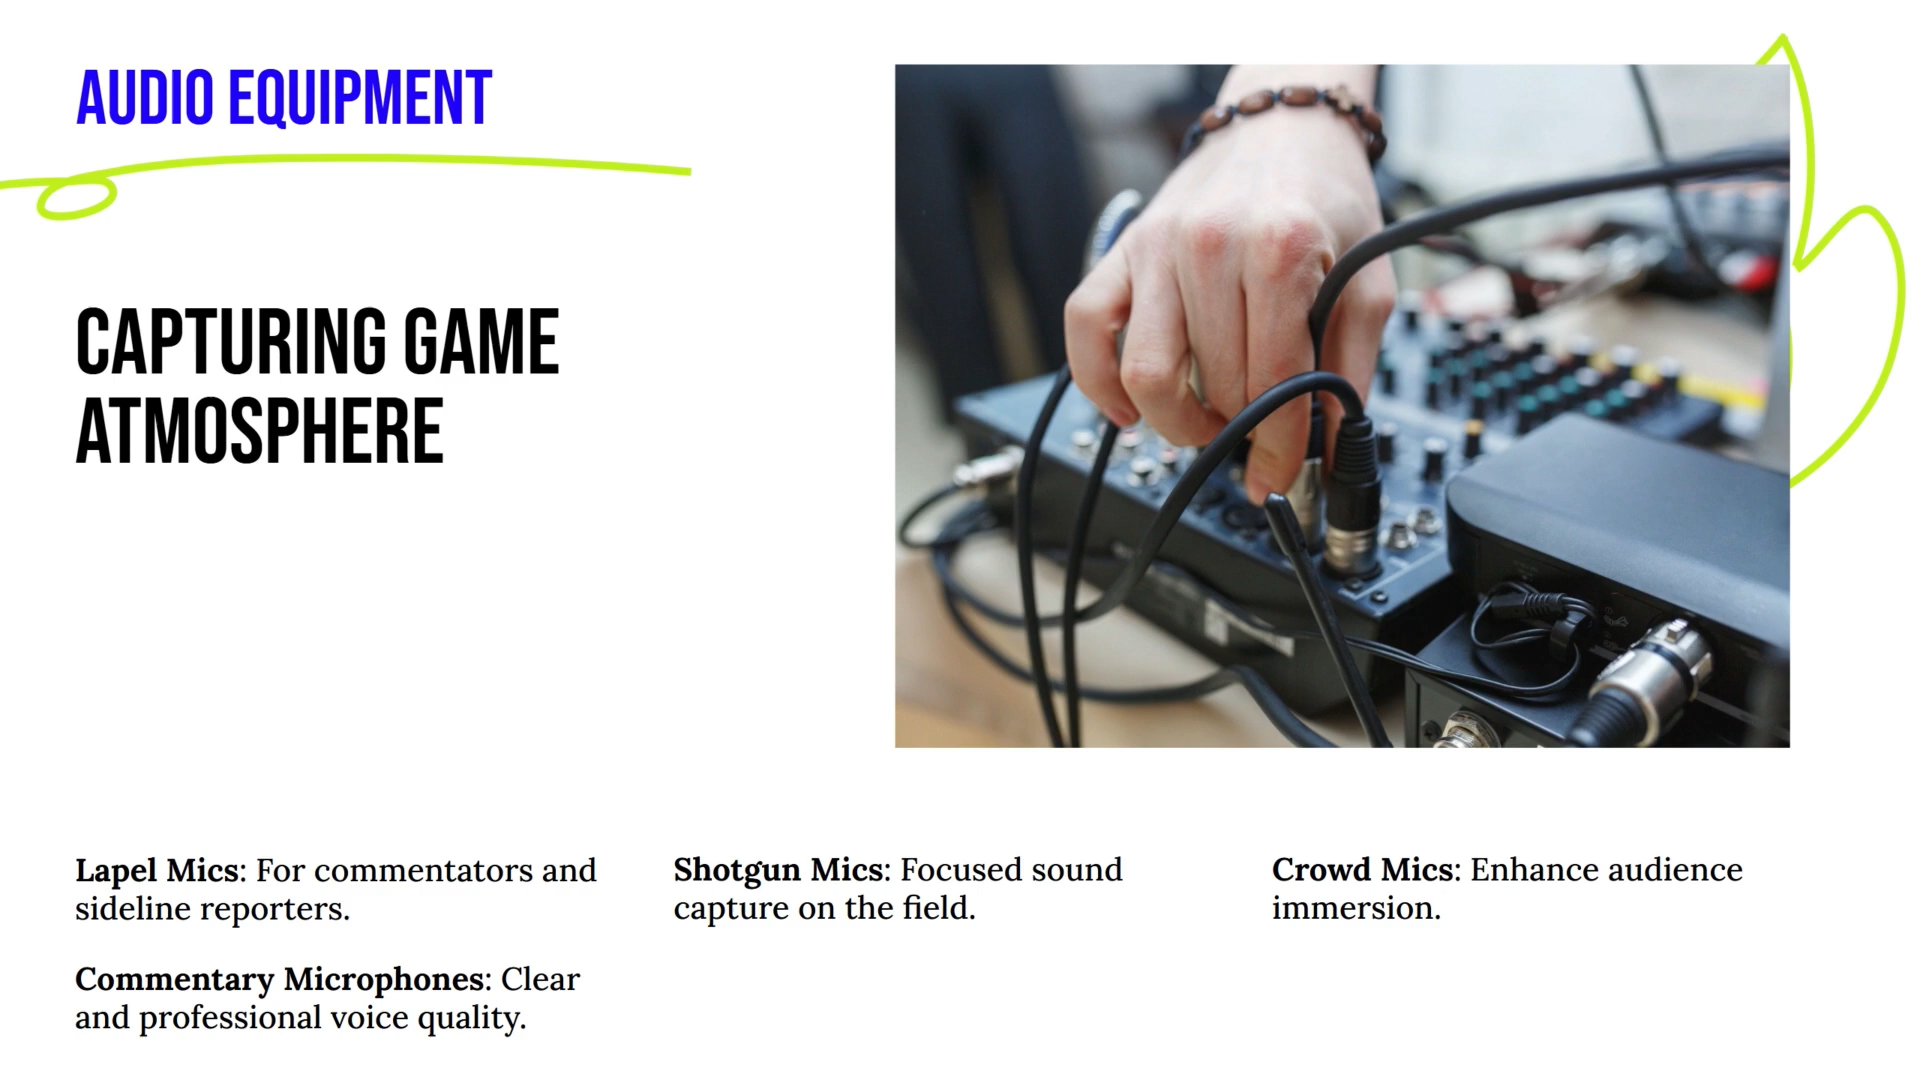 AUDIO EQUIPMENT
CAPTURING GAME
ATMOSPHERE
Lapel Mics: For commentators and
sideline reporters.
Commentary Microphones: Clear
and professional voice quality.
Shotgun Mics: Focused sound
capture on the field.
Crowd Mics: Enhance audience
immersion.